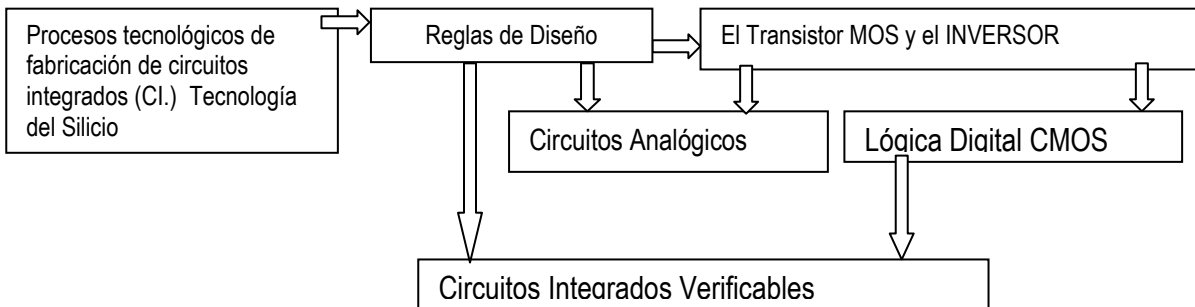 Procesos tecnológicos de
fabricación de circuitos
integrados (CI.) Tecnología
del Silicio
Reglas de Diseño
El Transistor MOS y el INVERSOR
Circuitos Analógicos
Lógica Digital CMOS
Circuitos Integrados Verificables